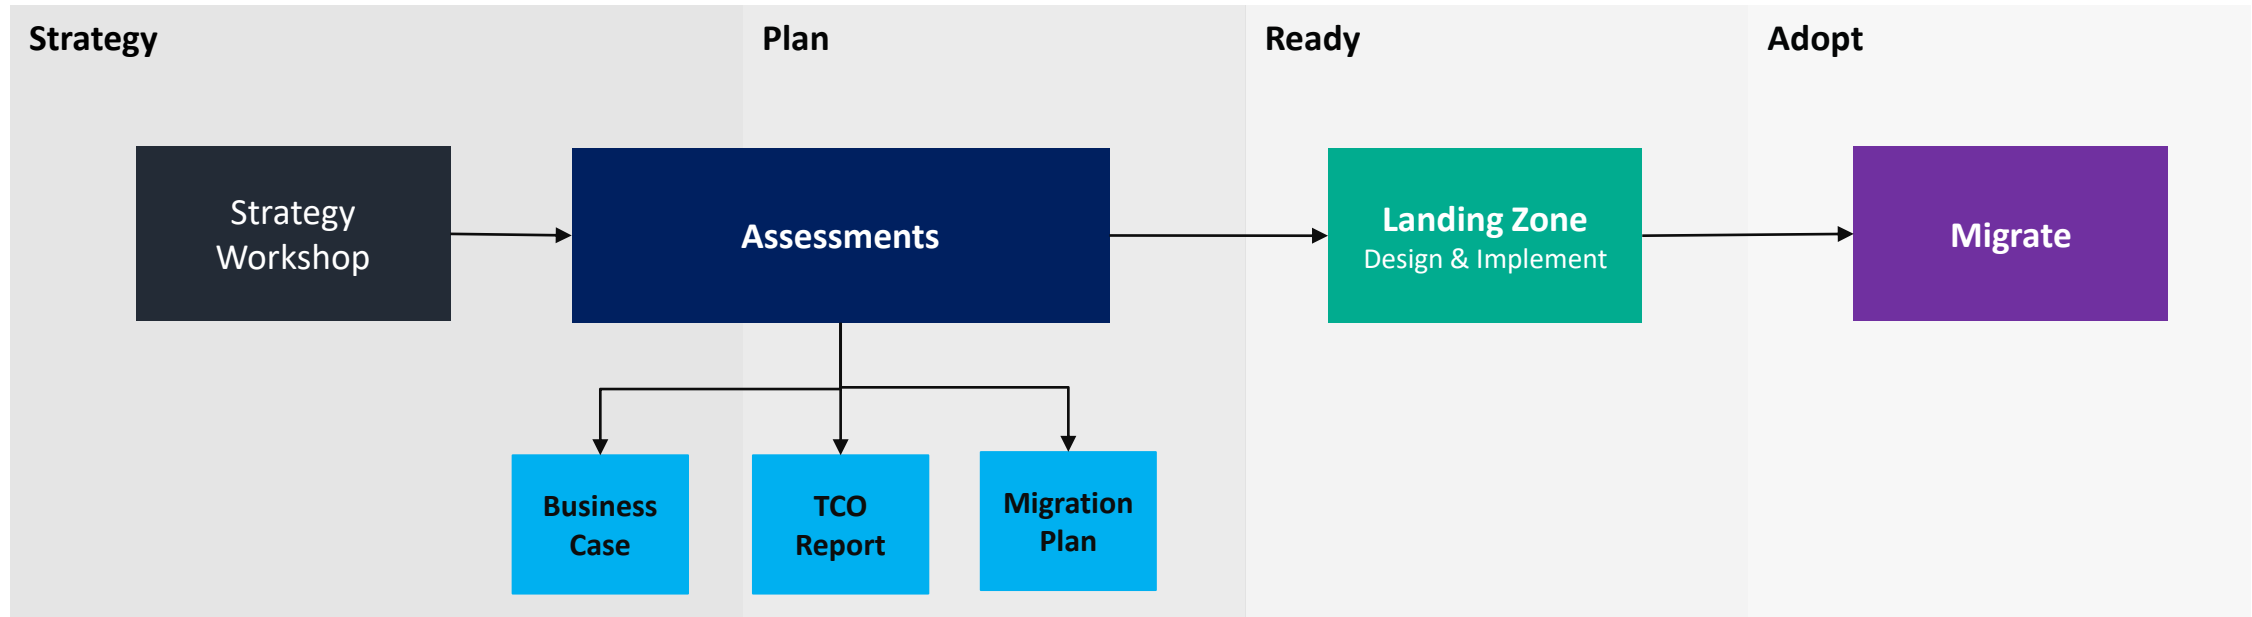 Strategy
Plan
Ready
Adopt
Strategy
Workshop
Assessments
Landing Zone
Design & Implement
Migrate
Business
Case
TCO
Report
Migration
Plan